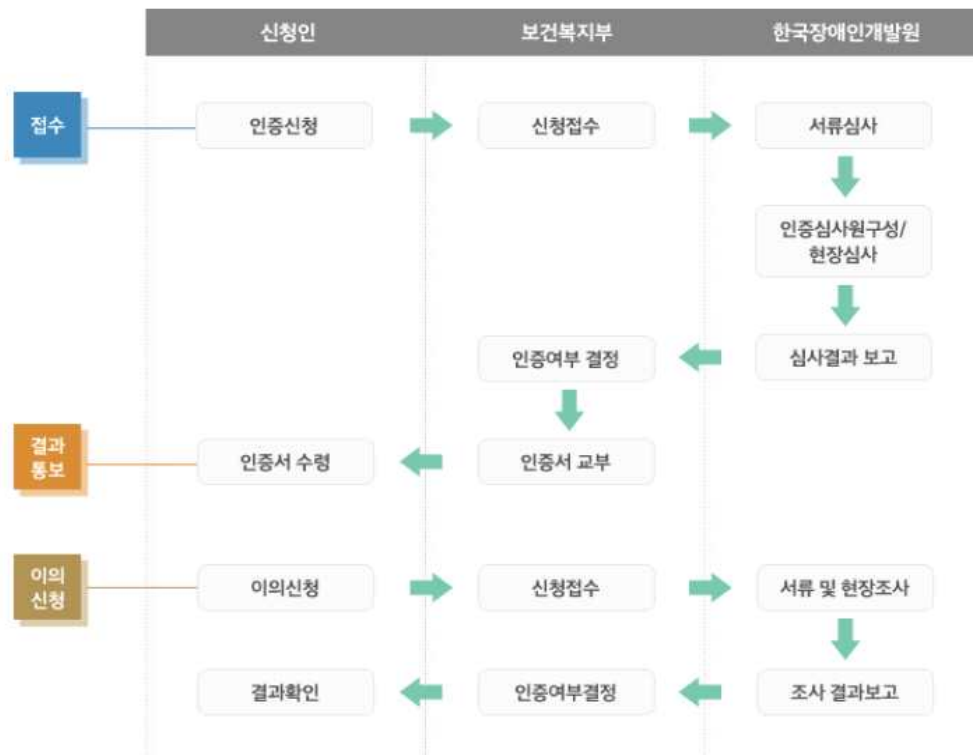 신청인
보건복지부
한국장애인개발원
접수
인증신청
신청접수
서류심사
인증심사원구성/
현장심사
인증여부 결정
심사결과 보고
결과
통보
인증서 수령
인증서 교부
이의
신청
이의신청
신청접수
서류 및 현장조사
결과확인
인증여부결정
조사 결과보고